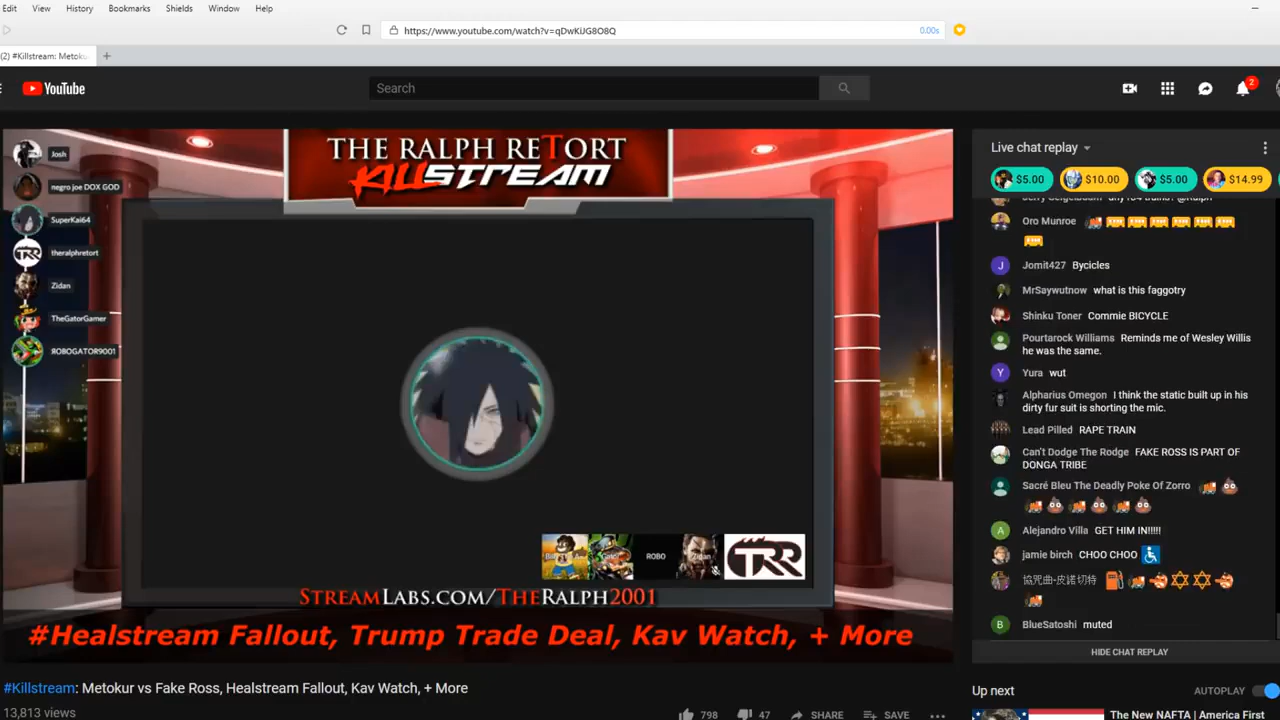 Edit View History Bookmarks Shields Window Help
https://www.youtube.com/watch?v=qDwKiJG8O8Q 0.00s
(2) #Killstream: Metoku
YouTube
Search
2
THE RALPH RETORT
KILLSTREAM
Josh
negro joe DOX GOD
SuperKai64
theralphretort
Zidan
TheGatorGamer
ROBOGATOR9001
ROBO
Zidan
TRR
STREAMLABS.COM/THERALPH2001
#Healstream Fallout, Trump Trade Deal, Kav Watch, + More
#Killstream: Metokur vs Fake Ross, Healstream Fallout, Kav Watch, + More
13,813 views
798 47 SHARE SAVE
Live chat replay
$5.00 $10.00 $5.00 $14.99
Oro Munroe
Jomit427 Bycicles
MrSaywutnow what is this faggotry
Shinku Toner Commie BICYCLE
Pourtarock Williams Reminds me of Wesley Willis
he was the same.
Yura wut
Alpharius Omegon I think the static built up in his
dirty fur suit is shorting the mic.
Lead Pilled RAPE TRAIN
Can't Dodge The Rodge FAKE ROSS IS PART OF
DONGA TRIBE
Sacré Bleu The Deadly Poke Of Zorro
Alejandro Villa GET HIM IN!!!!!
jamie birch CHOO CHOO
BlueSatoshi muted
HIDE CHAT REPLAY
Up next AUTOPLAY
The New NAFTA | America First